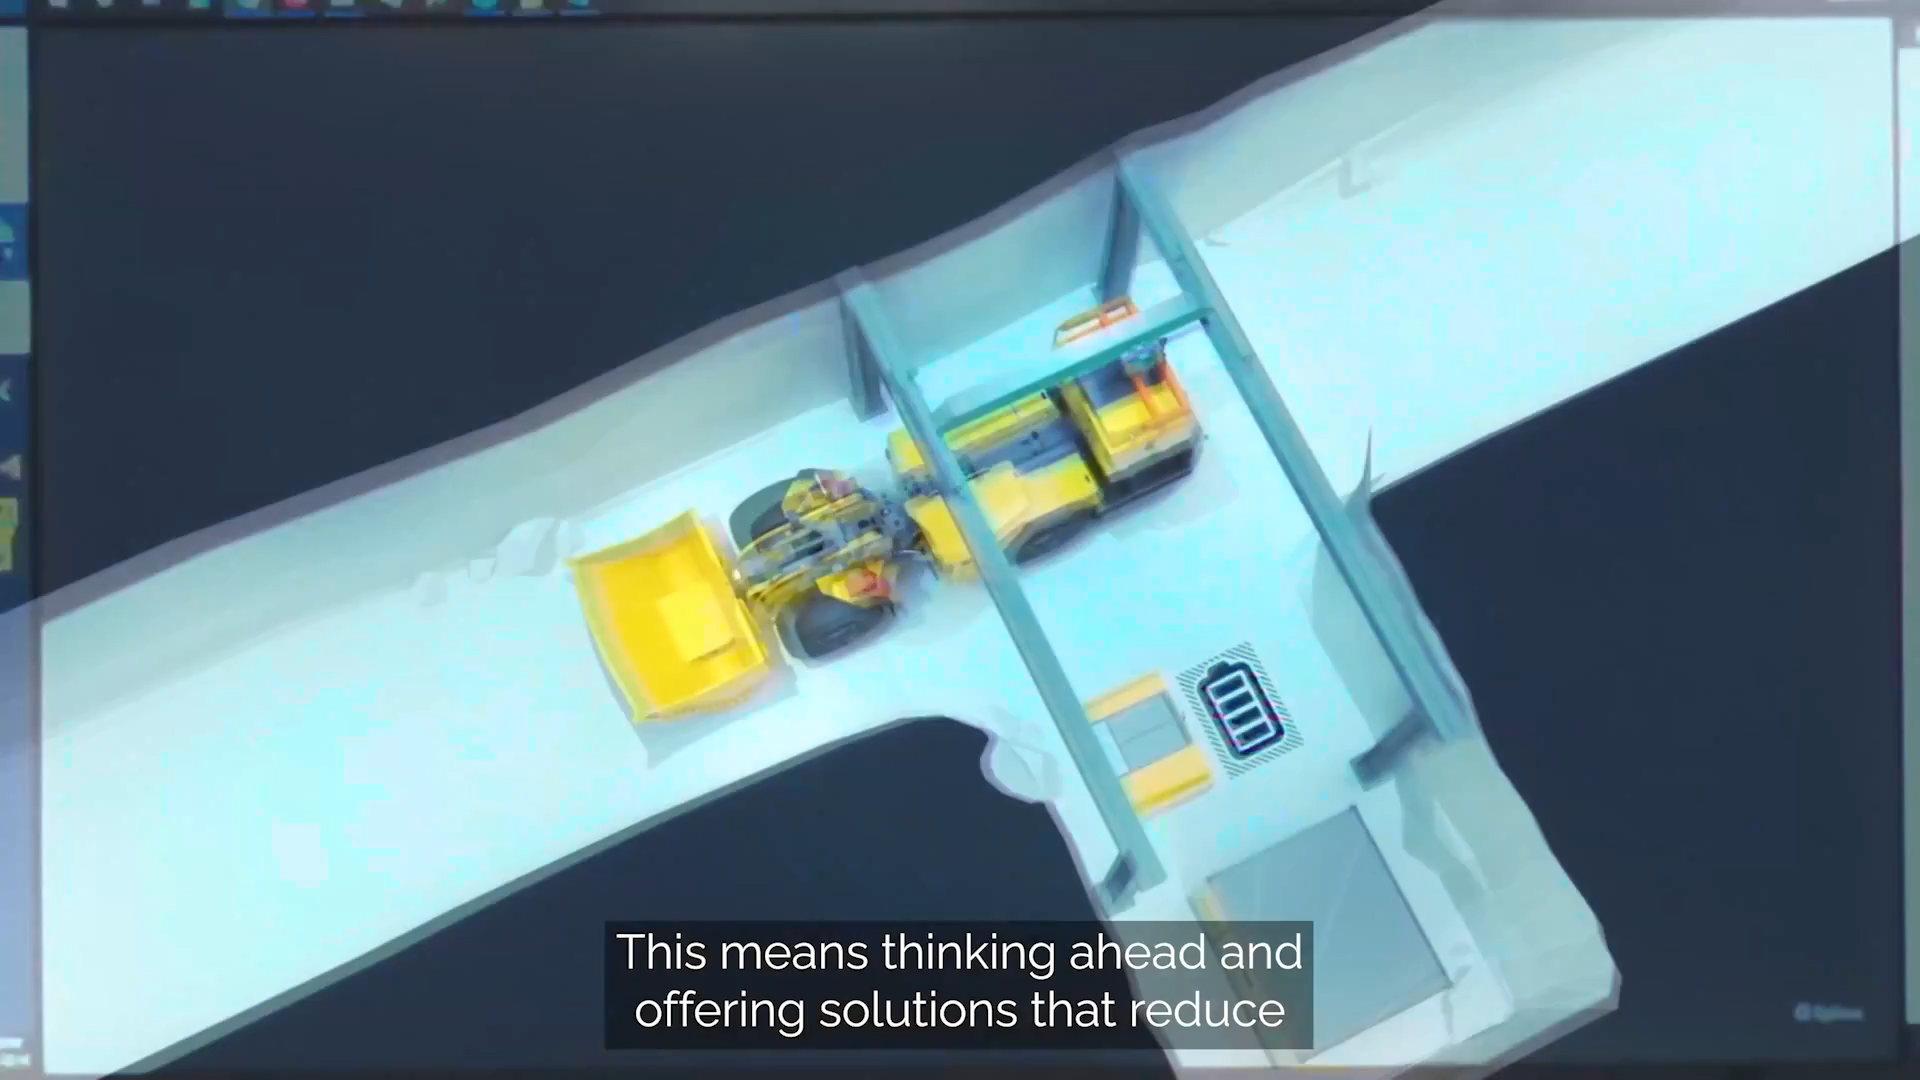 This means thinking ahead and
offering solutions that reduce